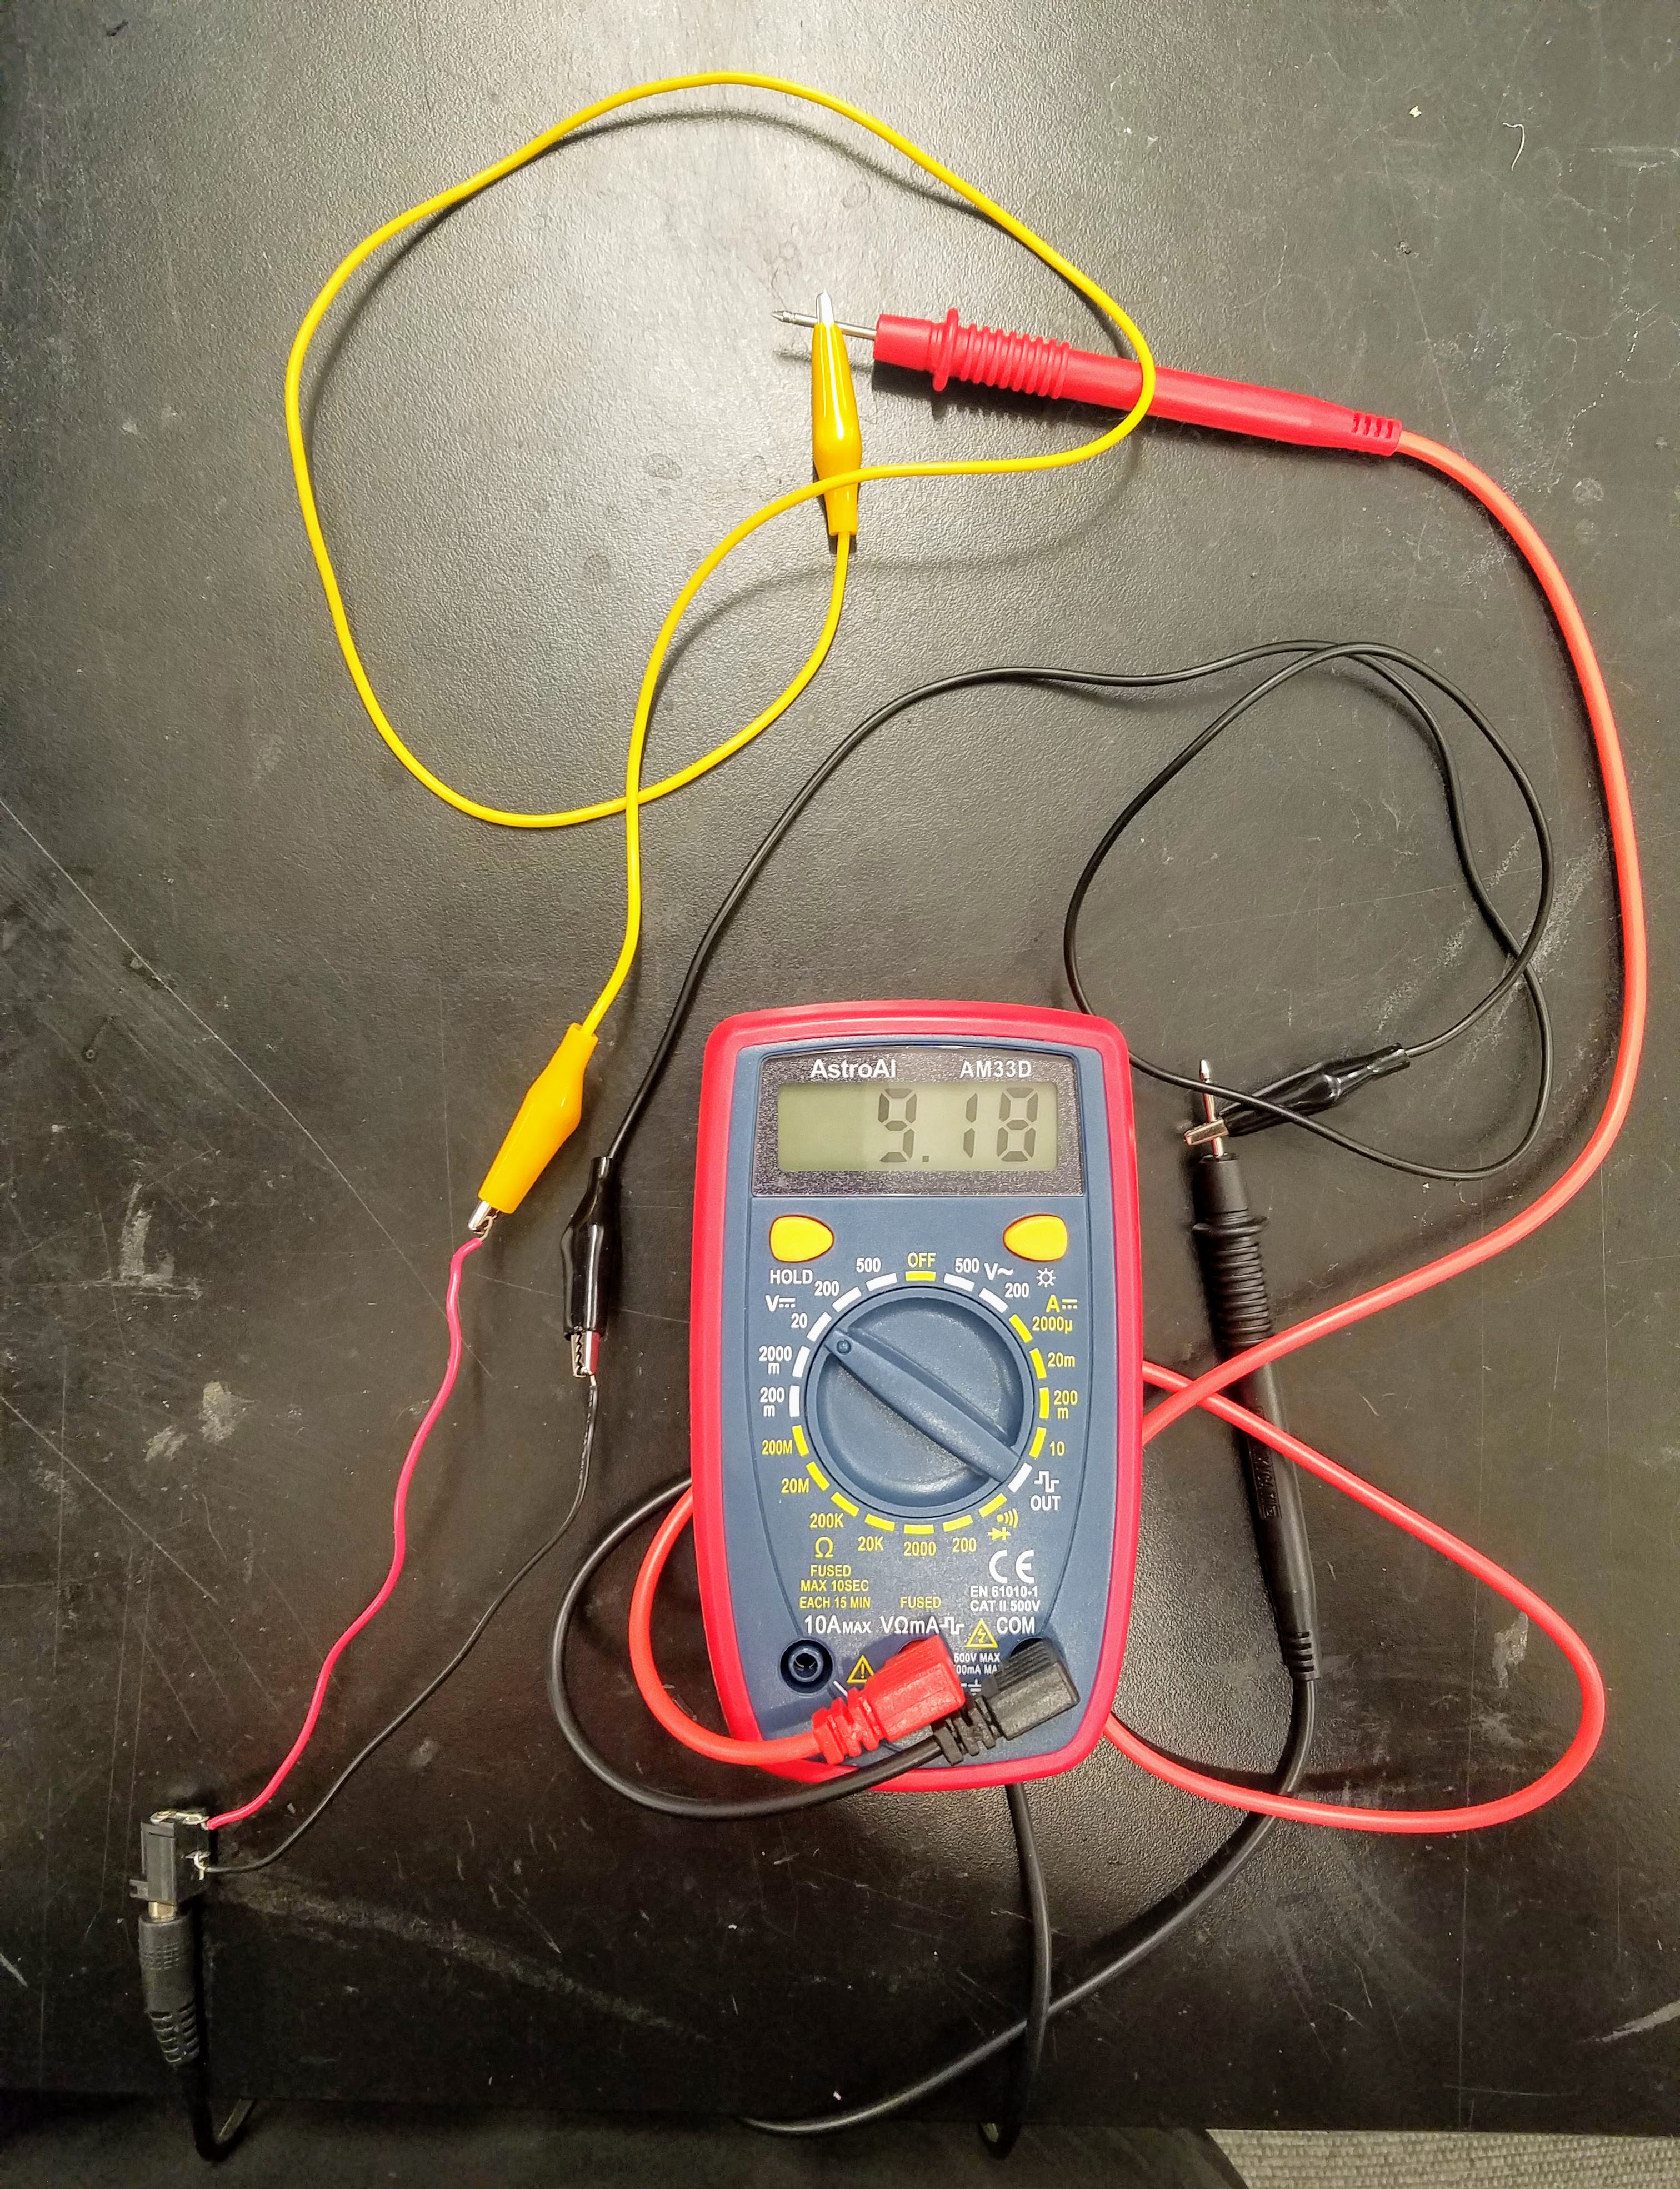 AstroAI AM33D
9.18
HOLD
500 OFF 500 V~
V⎓ 200 200 A⎓
20 2000µ
2000 m 20m
200 m 200 m
200M 10
20M OUT
200K
Ω 20K 2000 200
FUSED
MAX 10SEC
EACH 15 MIN
CE
EN 61010-1
CAT II 500V
FUSED
10A MAX VΩmA COM
500V MAX